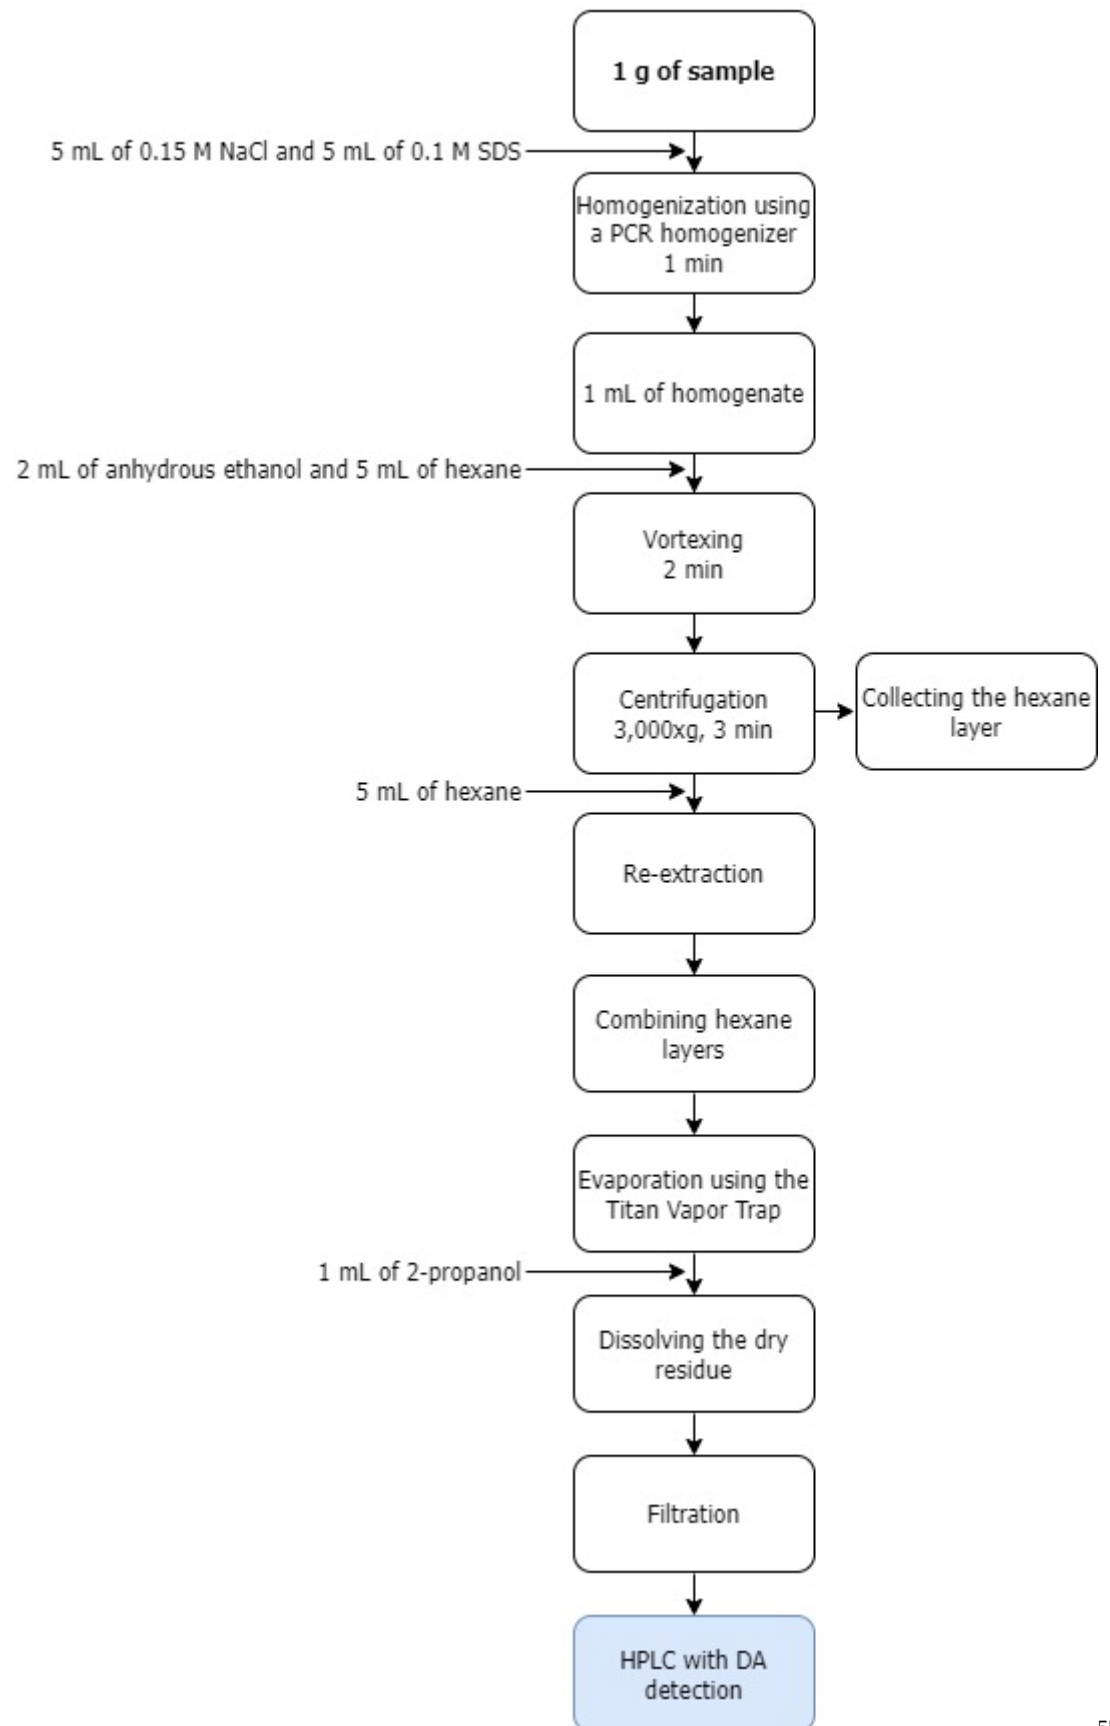 1 g of sample
5 mL of 0.15 M NaCl and 5 mL of 0.1 M SDS
Homogenization using
a PCR homogenizer
1 min
1 mL of homogenate
2 mL of anhydrous ethanol and 5 mL of hexane
Vortexing
2 min
Centrifugation
3,000xg, 3 min
Collecting the hexane
layer
5 mL of hexane
Re-extraction
Combining hexane
layers
Evaporation using the
Titan Vapor Trap
1 mL of 2-propanol
Dissolving the dry
residue
Filtration
HPLC with DA
detection